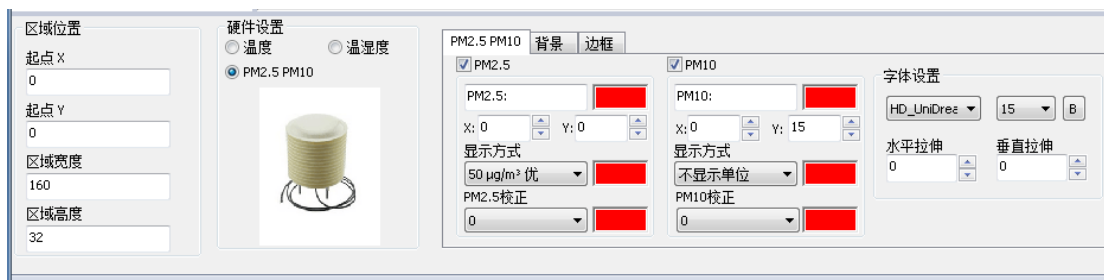 区域位置
起点 X
0
起点 Y
0
区域宽度
160
区域高度
32
硬件设置
温度
温湿度
PM2.5 PM10
PM2.5 PM10
背景
边框
PM2.5
PM2.5:
X: 0
Y: 0
显示方式
50 μg/m³ 优
PM2.5校正
0
PM10
PM10:
X: 0
Y: 15
显示方式
不显示单位
PM10校正
0
字体设置
HD_UniDrea
15
B
水平拉伸
0
垂直拉伸
0